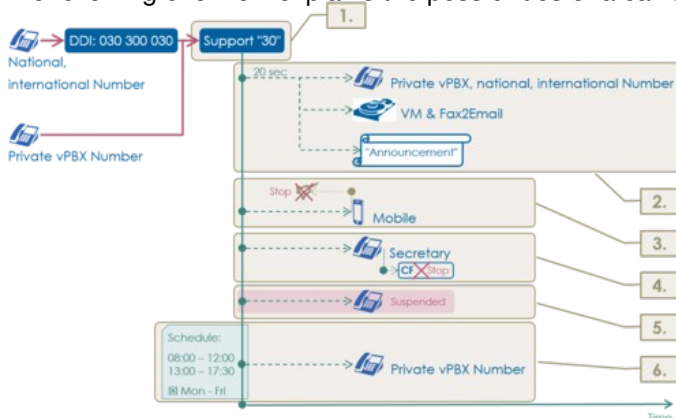 1.
DDI: 030 300 030
Support "30"
National,
international Number
Private vPBX Number
20 sec
Private vPBX, national, international Number
VM & Fax2Email
"Announcement"
2.
Stop
Mobile
3.
Secretary
CF Stop
4.
Suspended
5.
Schedule:
08:00 – 12:00
13:00 – 17:30
☒ Mon - Fri
Private vPBX Number
6.
Time